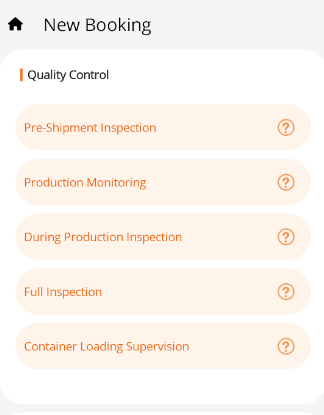 New Booking
Quality Control
Pre-Shipment Inspection
Production Monitoring
During Production Inspection
Full Inspection
Container Loading Supervision